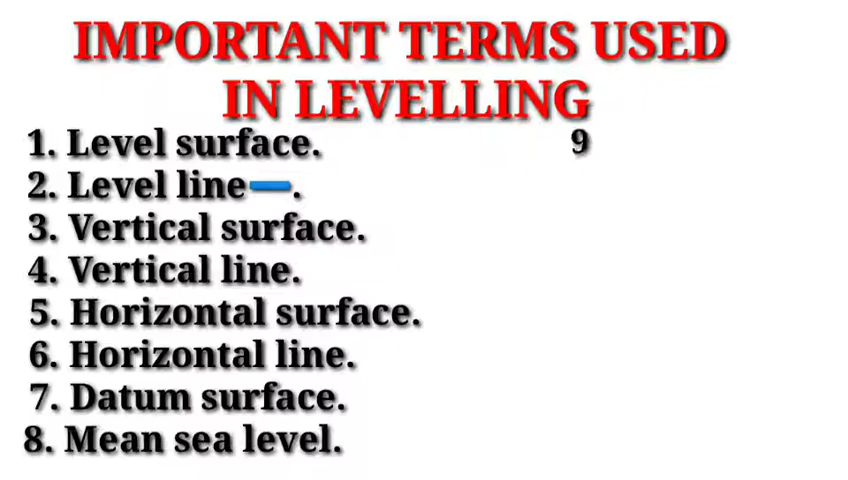 IMPORTANT TERMS USED
IN LEVELLING
1. Level surface.
2. Level line➖.
3. Vertical surface.
4. Vertical line.
5. Horizontal surface.
6. Horizontal line.
7. Datum surface.
8. Mean sea level.
9